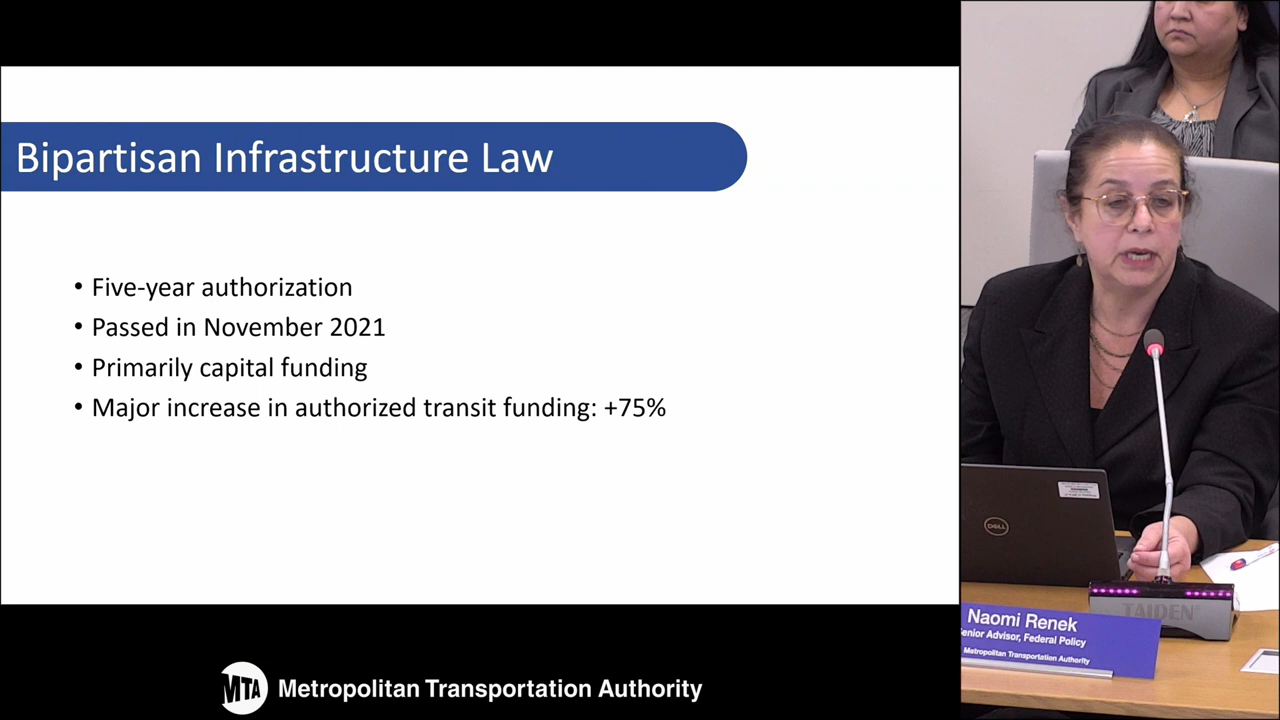 Bipartisan Infrastructure Law
• Five-year authorization
• Passed in November 2021
• Primarily capital funding
• Major increase in authorized transit funding: +75%
MTA Metropolitan Transportation Authority
DELL
TAIDEN
Naomi Renek
Senior Advisor, Federal Policy
Metropolitan Transportation Authority